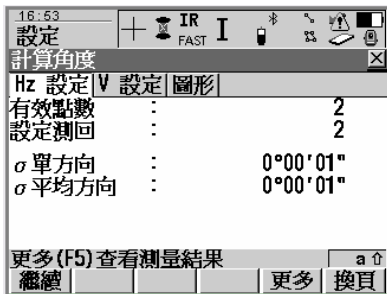 16:53
設定
IR
FAST
I
計算角度
Hz 設定 V 設定 圖形
有效點數 : 2
設定測回 : 2
σ單方向 : 0°00'01"
σ平均方向 : 0°00'01"
更多(F5)查看測量結果
a⇧
繼續 更多 換頁